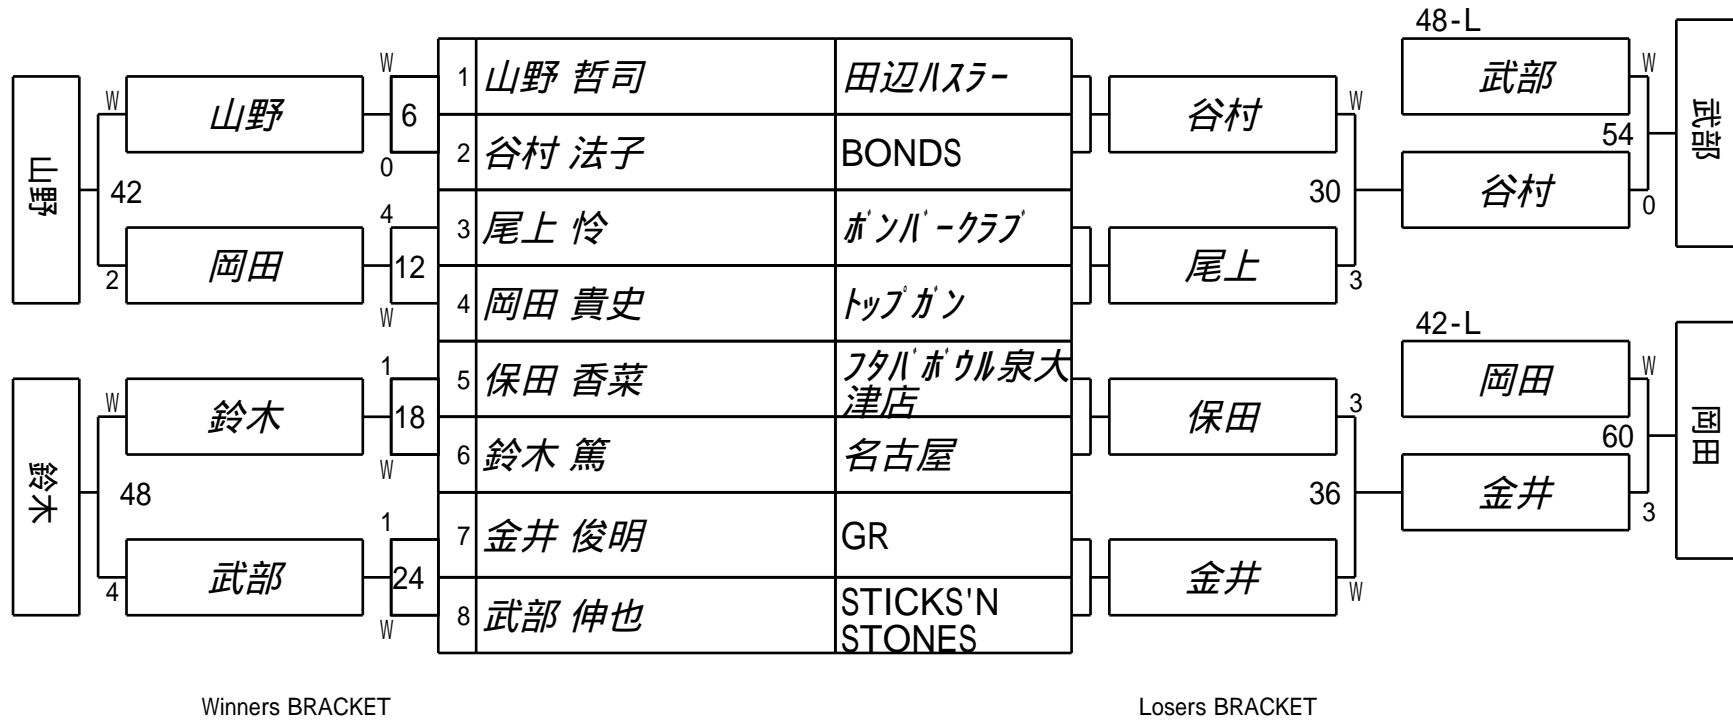 48-L
W
1 山野 哲司 田辺ﾊｽﾗｰ
武部
W
W
山野
6
谷村
W
武部
54
2 谷村 法子 BONDS
0
山野
42
30
谷村
0
4
3 尾上 怜 ﾎﾞﾝﾊﾞｰｸﾗﾌﾞ
2
岡田
12
尾上
3
4 岡田 貴史 ﾄｯﾌﾟｶﾞﾝ
W
42-L
1
5 保田 香菜 ﾌﾀﾊﾞﾎﾞｳﾙ泉大
津店
岡田
W
W
鈴木
18
保田
3
岡田
60
6 鈴木 篤 名古屋
W
鈴木
48
36
金井
3
1
7 金井 俊明 GR
4
武部
24
金井
W
8 武部 伸也 STICKS'N
STONES
W
Winners BRACKET
Losers BRACKET